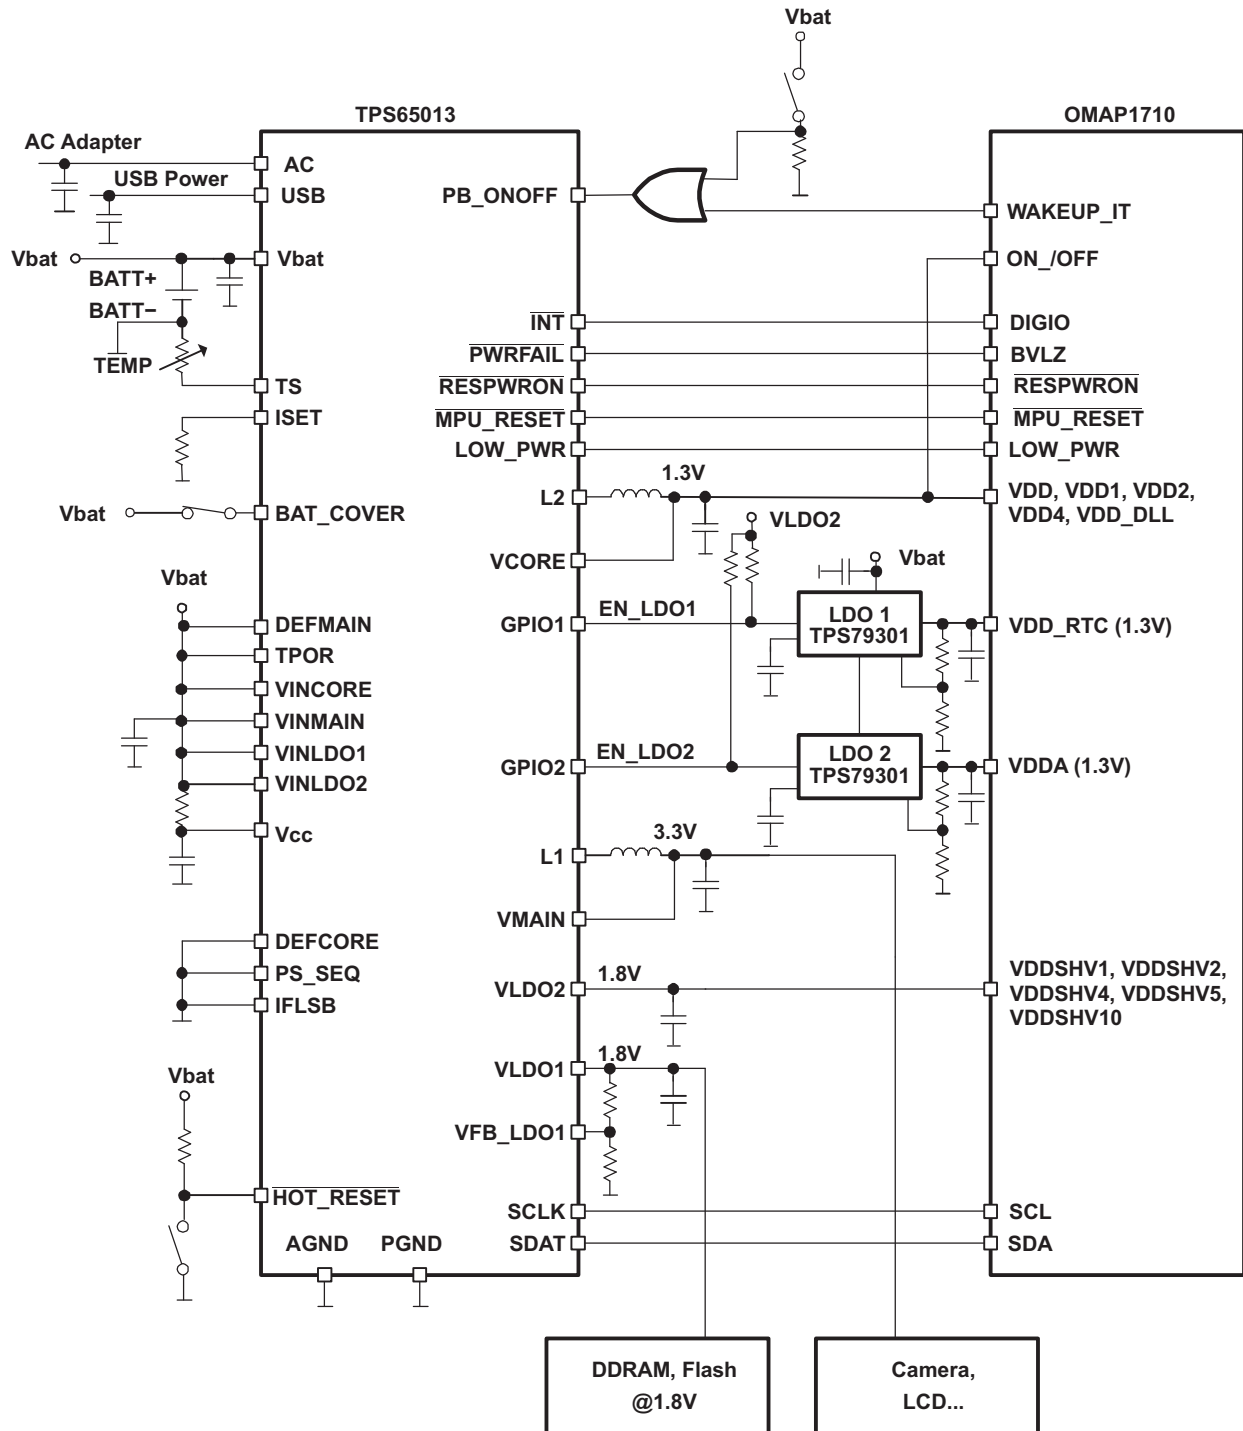 Vbat
TPS65013
OMAP1710
AC Adapter
AC
USB Power
USB
PB_ONOFF
WAKEUP_IT
Vbat
Vbat
ON_/OFF
BATT+
BATT−
INT
DIGIO
TEMP
PWRFAIL
BVLZ
TS
RESPWRON
RESPWRON
ISET
MPU_RESET
MPU_RESET
LOW_PWR
LOW_PWR
1.3V
L2
VDD, VDD1, VDD2,
VDD4, VDD_DLL
Vbat
BAT_COVER
VLDO2
VCORE
Vbat
Vbat
EN_LDO1
LDO 1
TPS79301
DEFMAIN
GPIO1
VDD_RTC (1.3V)
TPOR
VINCORE
VINMAIN
VINLDO1
EN_LDO2
LDO 2
TPS79301
GPIO2
VDDA (1.3V)
VINLDO2
Vcc
3.3V
L1
VMAIN
DEFCORE
PS_SEQ
IFLSB
1.8V
VLDO2
VDDSHV1, VDDSHV2,
VDDSHV4, VDDSHV5,
VDDSHV10
1.8V
VLDO1
Vbat
VFB_LDO1
HOT_RESET
SCLK
SCL
AGND
PGND
SDAT
SDA
DDRAM, Flash
@1.8V
Camera,
LCD...